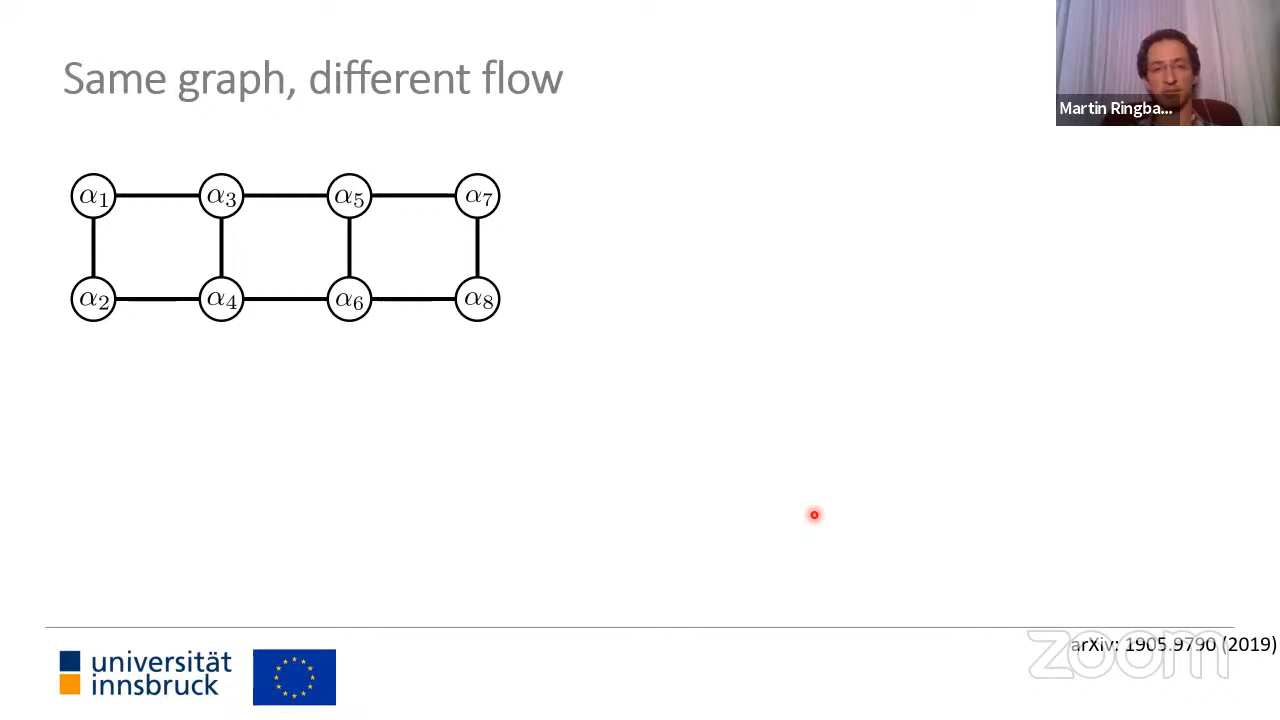 Same graph, different flow
Martin Ringba...
α1 α3 α5 α7
α2 α4 α6 α8
arXiv: 1905.9790 (2019)
zoom
universität
innsbruck